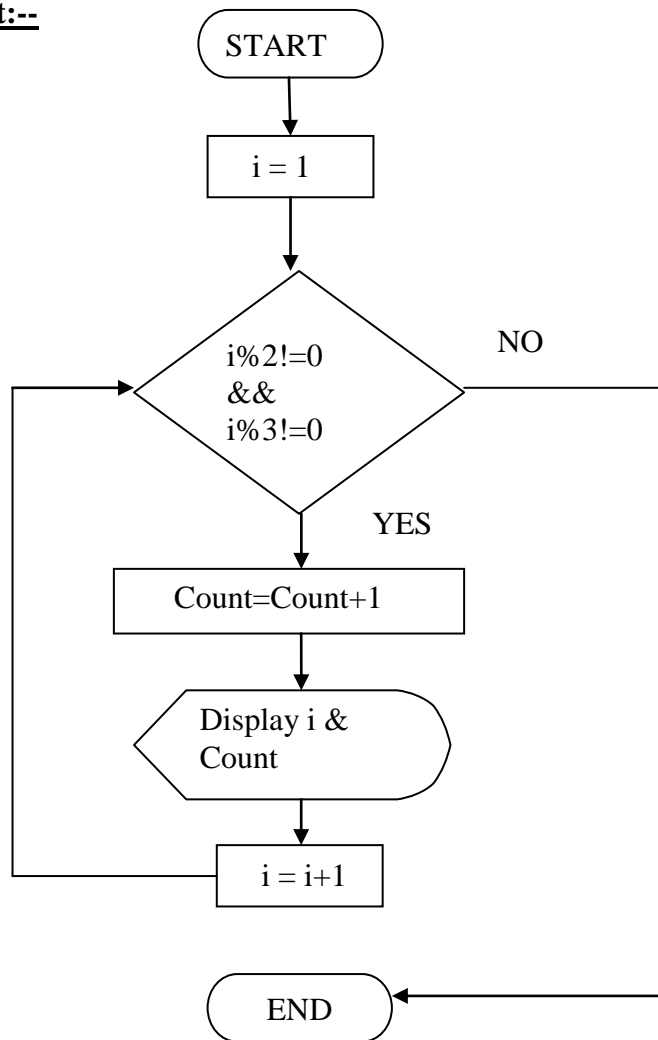 t:--
START
i = 1
i%2!=0
&&
i%3!=0
NO
YES
Count=Count+1
Display i &
Count
i = i+1
END